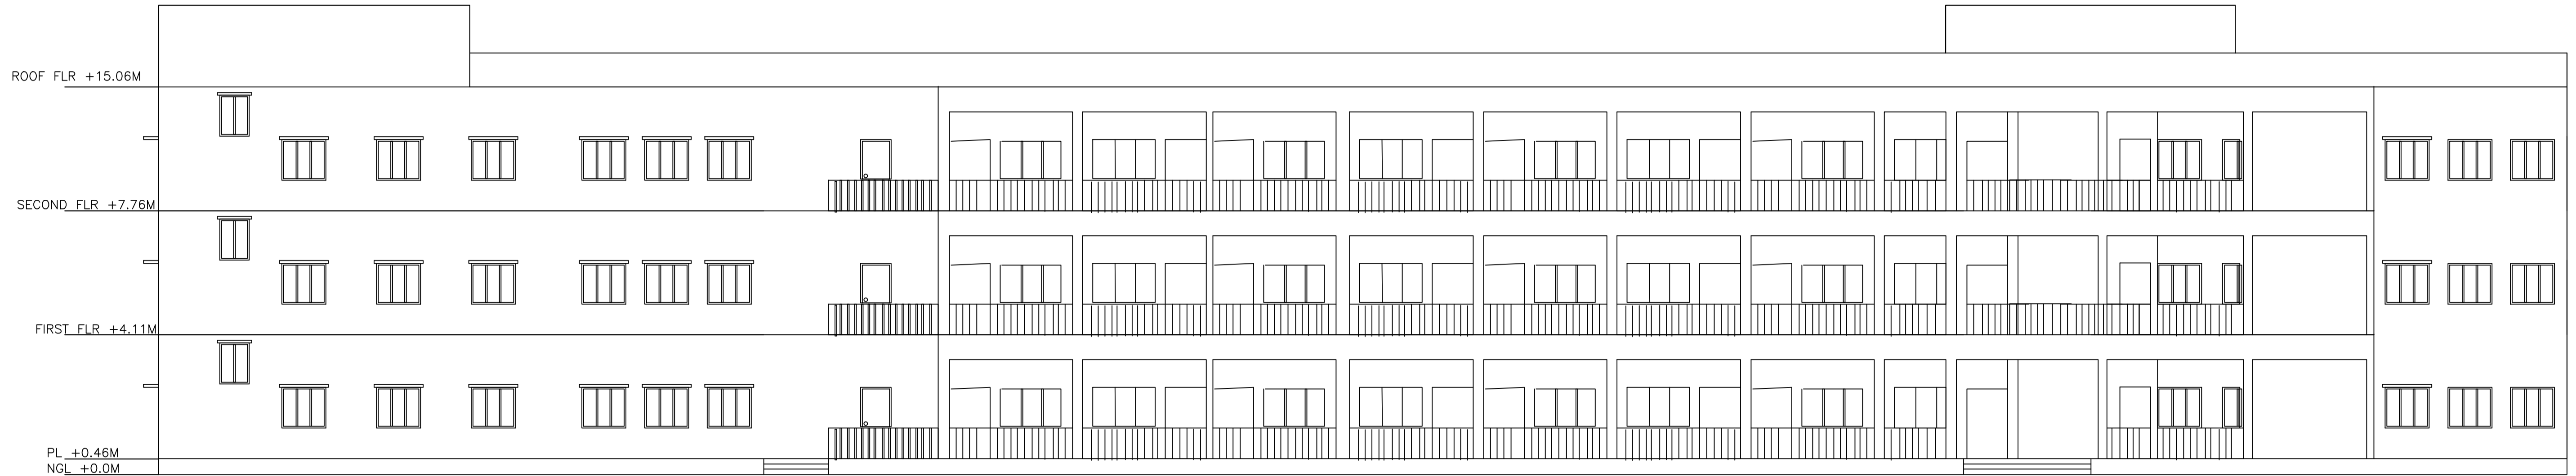 ROOF FLR +15.06M
SECOND FLR +7.76M
FIRST FLR +4.11M
PL +0.46M
NGL +0.0M